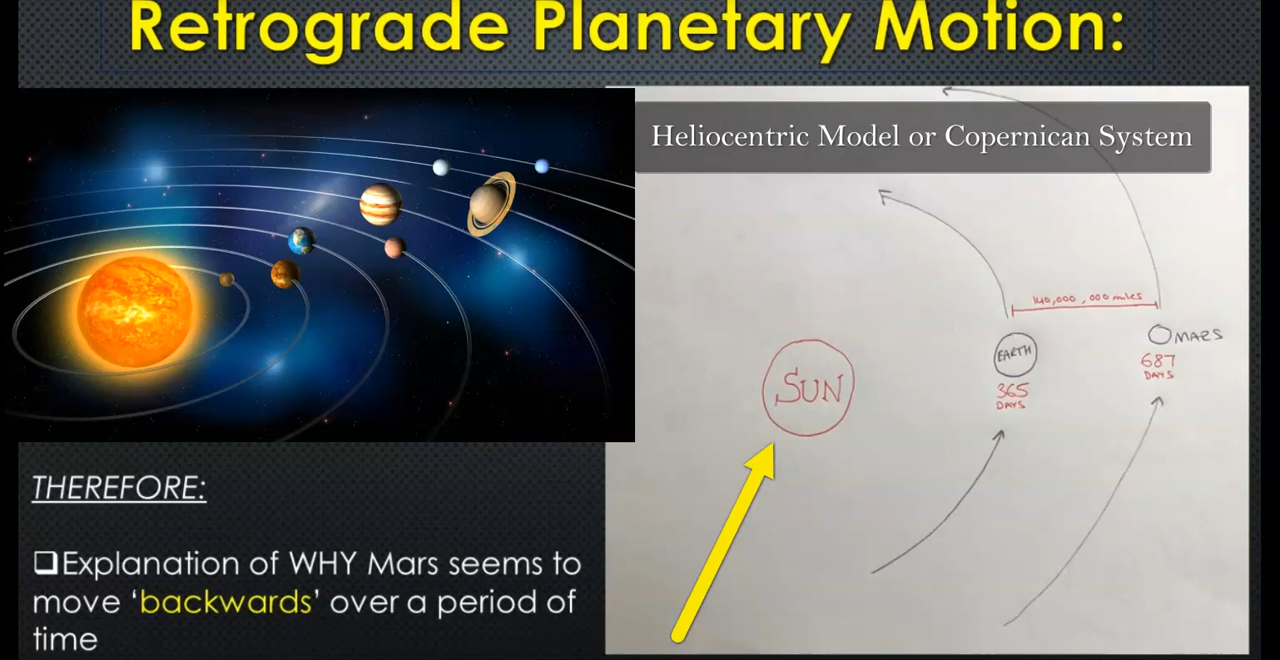 Retrograde Planetary Motion:
Heliocentric Model or Copernican System
140,000,000 miles
EARTH
MARS
SUN
365
DAYS
687
DAYS
THEREFORE:
❑Explanation of WHY Mars seems to
move ‘backwards’ over a period of
time